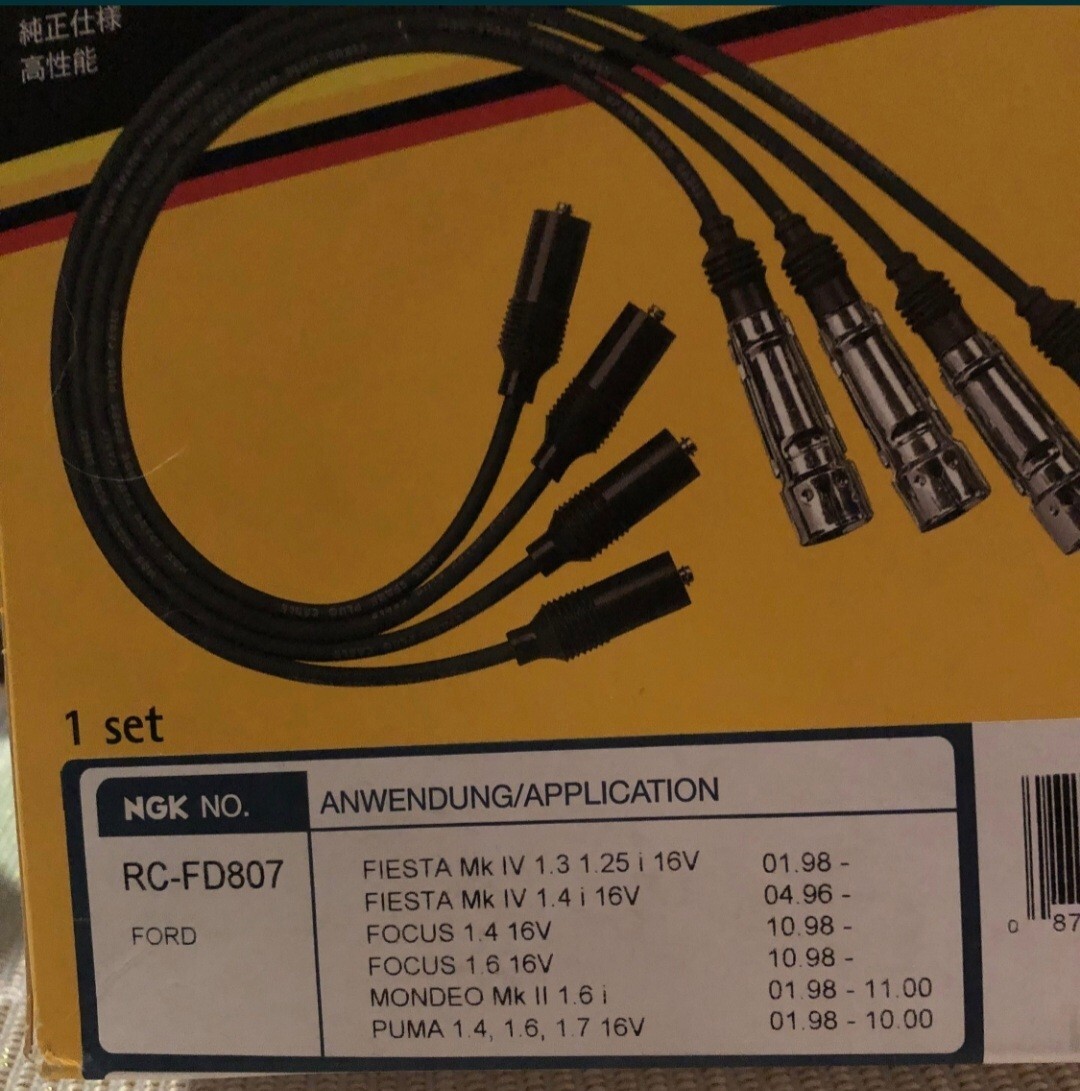 純正仕様
高性能
1 set
NGK NO.
ANWENDUNG/APPLICATION
RC-FD807
FORD
FIESTA Mk IV 1.3 1.25 i 16V 01.98 -
FIESTA Mk IV 1.4 i 16V 04.96 -
FOCUS 1.4 16V 10.98 -
FOCUS 1.6 16V 10.98 -
MONDEO Mk II 1.6 i 01.98 - 11.00
PUMA 1.4, 1.6, 1.7 16V 01.98 - 10.00
0 87